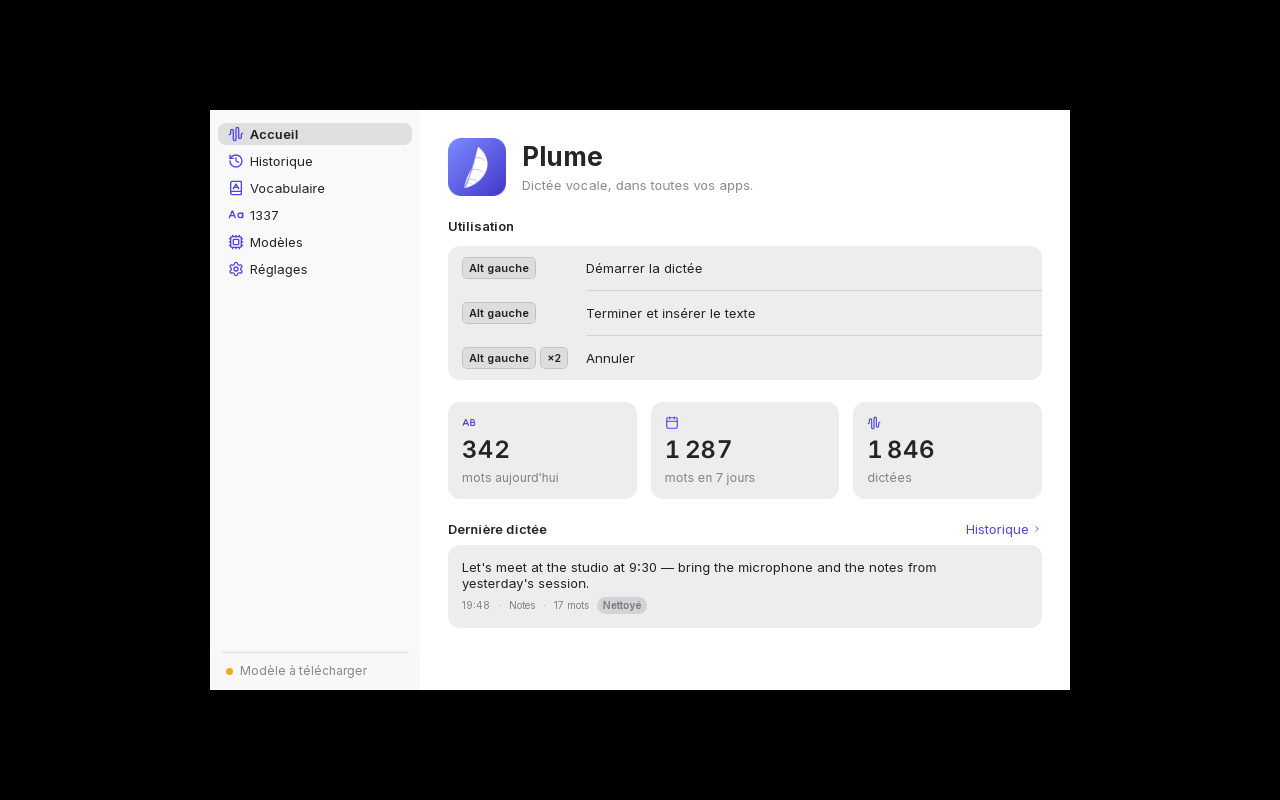 Accueil
Historique
Vocabulaire
Aa 1337
Modèles
Réglages
Modèle à télécharger
Plume
Dictée vocale, dans toutes vos apps.
Utilisation
Alt gauche Démarrer la dictée
Alt gauche Terminer et insérer le texte
Alt gauche ×2 Annuler
AB
342
mots aujourd'hui
1 287
mots en 7 jours
1 846
dictées
Dernière dictée Historique
Let's meet at the studio at 9:30 — bring the microphone and the notes from
yesterday's session.
19:48 · Notes · 17 mots Nettoyé